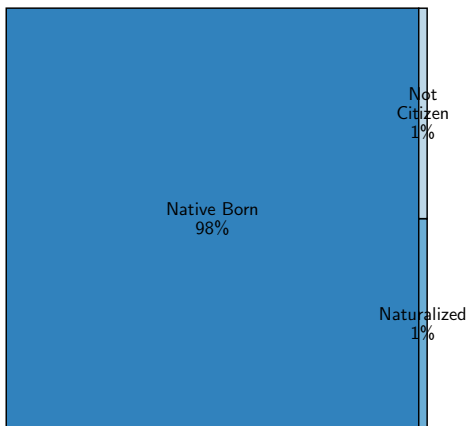 Native Born
98%
Not
Citizen
1%
Naturalized
1%